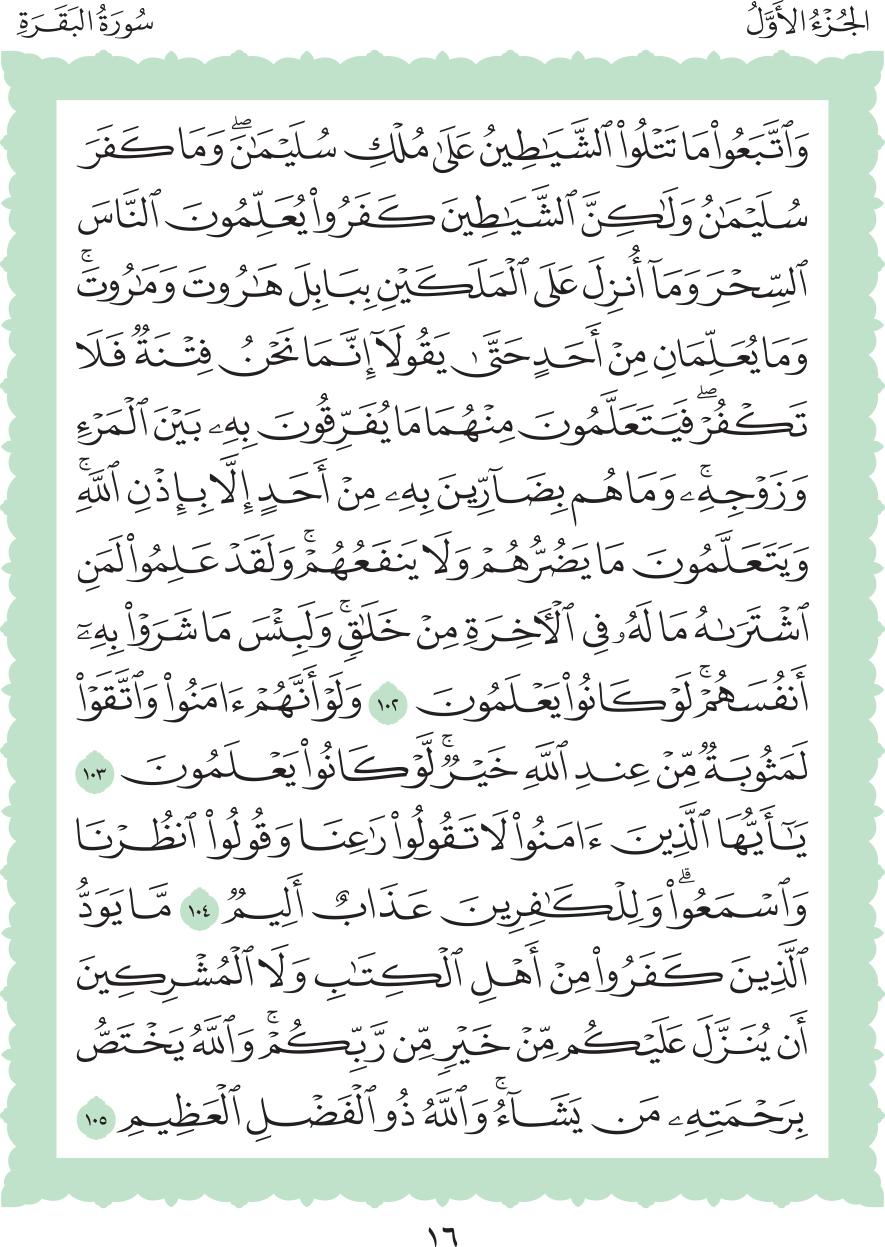 الجُزْءُ الأَوَّلُ
سُورَةُ البَقَرَةِ
وَٱتَّبَعُواْ مَا تَتْلُواْ ٱلشَّيَٰطِينُ عَلَىٰ مُلْكِ سُلَيْمَٰنَۖ وَمَا كَفَرَ
سُلَيْمَٰنُ وَلَٰكِنَّ ٱلشَّيَٰطِينَ كَفَرُواْ يُعَلِّمُونَ ٱلنَّاسَ
ٱلسِّحْرَ وَمَآ أُنزِلَ عَلَى ٱلْمَلَكَيْنِ بِبَابِلَ هَٰرُوتَ وَمَٰرُوتَۚ
وَمَا يُعَلِّمَانِ مِنْ أَحَدٍ حَتَّىٰ يَقُولَآ إِنَّمَا نَحْنُ فِتْنَةٌ فَلَا
تَكْفُرْۖ فَيَتَعَلَّمُونَ مِنْهُمَا مَا يُفَرِّقُونَ بِهِۦ بَيْنَ ٱلْمَرْءِ
وَزَوْجِهِۦۚ وَمَا هُم بِضَآرِّينَ بِهِۦ مِنْ أَحَدٍ إِلَّا بِإِذْنِ ٱللَّهِۚ
وَيَتَعَلَّمُونَ مَا يَضُرُّهُمْ وَلَا يَنفَعُهُمْۚ وَلَقَدْ عَلِمُواْ لَمَنِ
ٱشْتَرَىٰهُ مَا لَهُۥ فِى ٱلْءَاخِرَةِ مِنْ خَلَٰقٍۚ وَلَبِئْسَ مَا شَرَوْاْ بِهِۦٓ
أَنفُسَهُمْۚ لَوْ كَانُواْ يَعْلَمُونَ ١٠٢ وَلَوْ أَنَّهُمْ ءَامَنُواْ وَٱتَّقَوْاْ
لَمَثُوبَةٌ مِّنْ عِندِ ٱللَّهِ خَيْرٌۚ لَّوْ كَانُواْ يَعْلَمُونَ ١٠٣
يَٰٓأَيُّهَا ٱلَّذِينَ ءَامَنُواْ لَا تَقُولُواْ رَٰعِنَا وَقُولُواْ ٱنظُرْنَا
وَٱسْمَعُواْۗ وَلِلْكَٰفِرِينَ عَذَابٌ أَلِيمٌ ١٠٤ مَّا يَوَدُّ
ٱلَّذِينَ كَفَرُواْ مِنْ أَهْلِ ٱلْكِتَٰبِ وَلَا ٱلْمُشْرِكِينَ
أَن يُنَزَّلَ عَلَيْكُم مِّنْ خَيْرٍ مِّن رَّبِّكُمْۚ وَٱللَّهُ يَخْتَصُّ
بِرَحْمَتِهِۦ مَن يَشَآءُۚ وَٱللَّهُ ذُو ٱلْفَضْلِ ٱلْعَظِيمِ ١٠٥
١٦